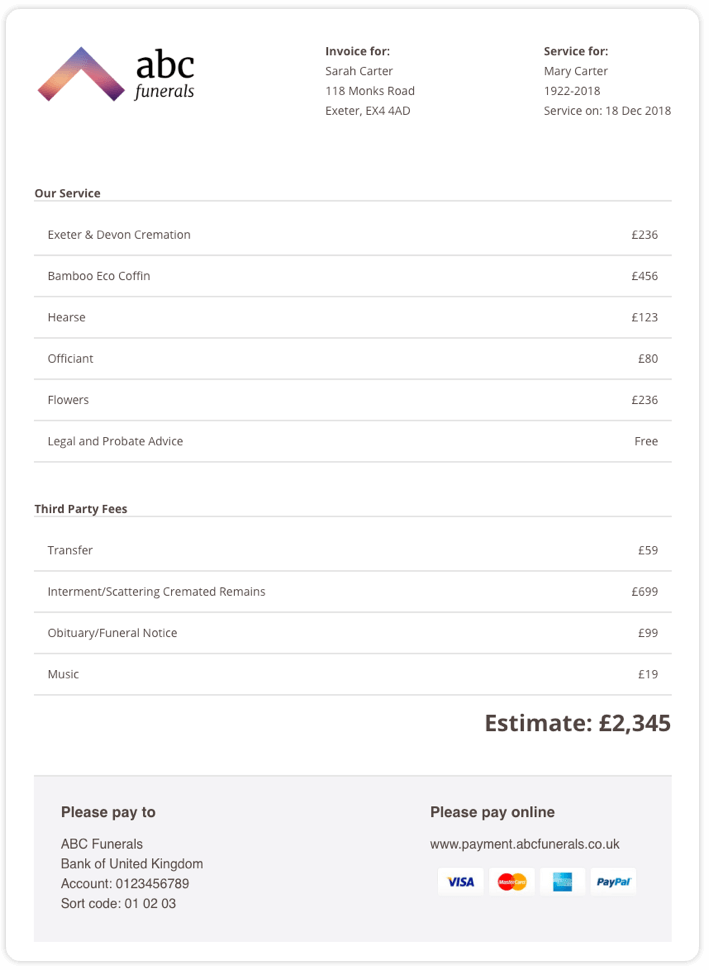 abc
funerals
Invoice for:
Sarah Carter
118 Monks Road
Exeter, EX4 4AD
Service for:
Mary Carter
1922-2018
Service on: 18 Dec 2018
Our Service
Exeter & Devon Cremation £236
Bamboo Eco Coffin £456
Hearse £123
Officiant £80
Flowers £236
Legal and Probate Advice Free
Third Party Fees
Transfer £59
Interment/Scattering Cremated Remains £699
Obituary/Funeral Notice £99
Music £19
Estimate: £2,345
Please pay to
ABC Funerals
Bank of United Kingdom
Account: 0123456789
Sort code: 01 02 03
Please pay online
www.payment.abcfunerals.co.uk
VISA MasterCard PayPal